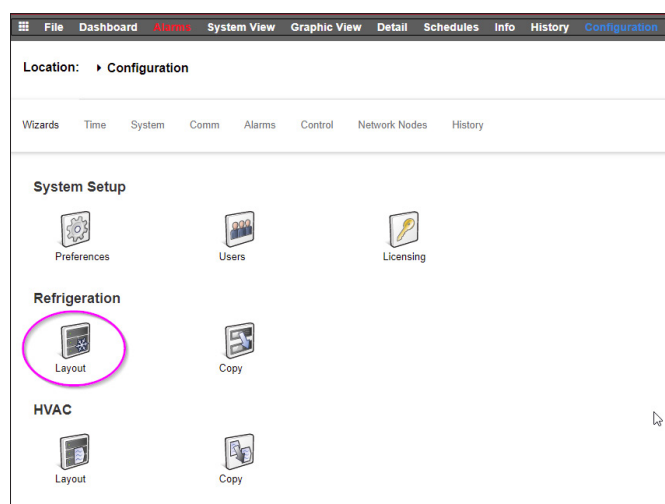 File Dashboard Alarms System View Graphic View Detail Schedules Info History Configuration
Location: Configuration
Wizards Time System Comm Alarms Control Network Nodes History
System Setup
Preferences Users Licensing
Refrigeration
Layout Copy
HVAC
Layout Copy